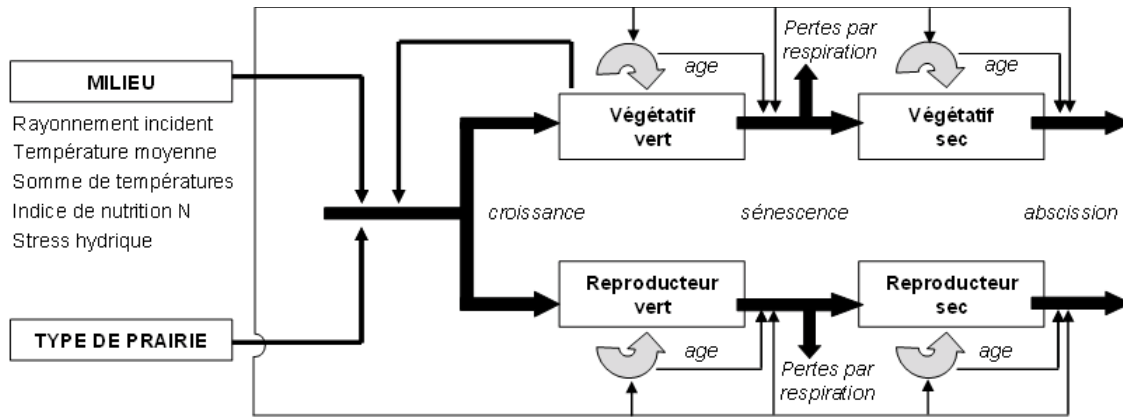 MILIEU
Rayonnement incident
Température moyenne
Somme de températures
Indice de nutrition N
Stress hydrique
TYPE DE PRAIRIE
croissance
age
Végétatif
vert
Pertes par
respiration
age
Végétatif
sec
sénescence
abscission
Reproducteur
vert
age
Pertes par
respiration
Reproducteur
sec
age